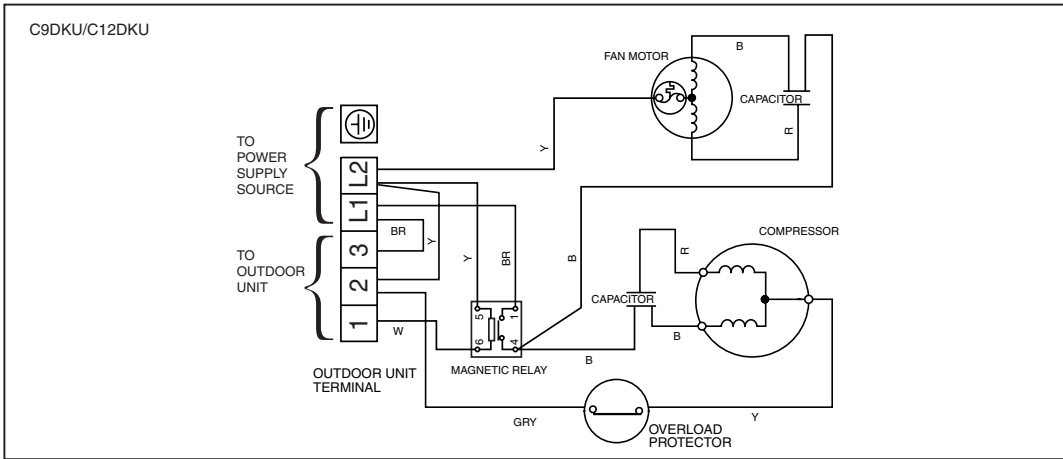 C9DKU/C12DKU
FAN MOTOR
B
CAPACITOR
R
Y
TO
POWER
SUPPLY
SOURCE
L2
L1
3
2
1
BR
Y
Y
BR
B
TO
OUTDOOR
UNIT
W
COMPRESSOR
R
CAPACITOR
B
5
1
6
4
B
MAGNETIC RELAY
OUTDOOR UNIT
TERMINAL
GRY
Y
OVERLOAD
PROTECTOR